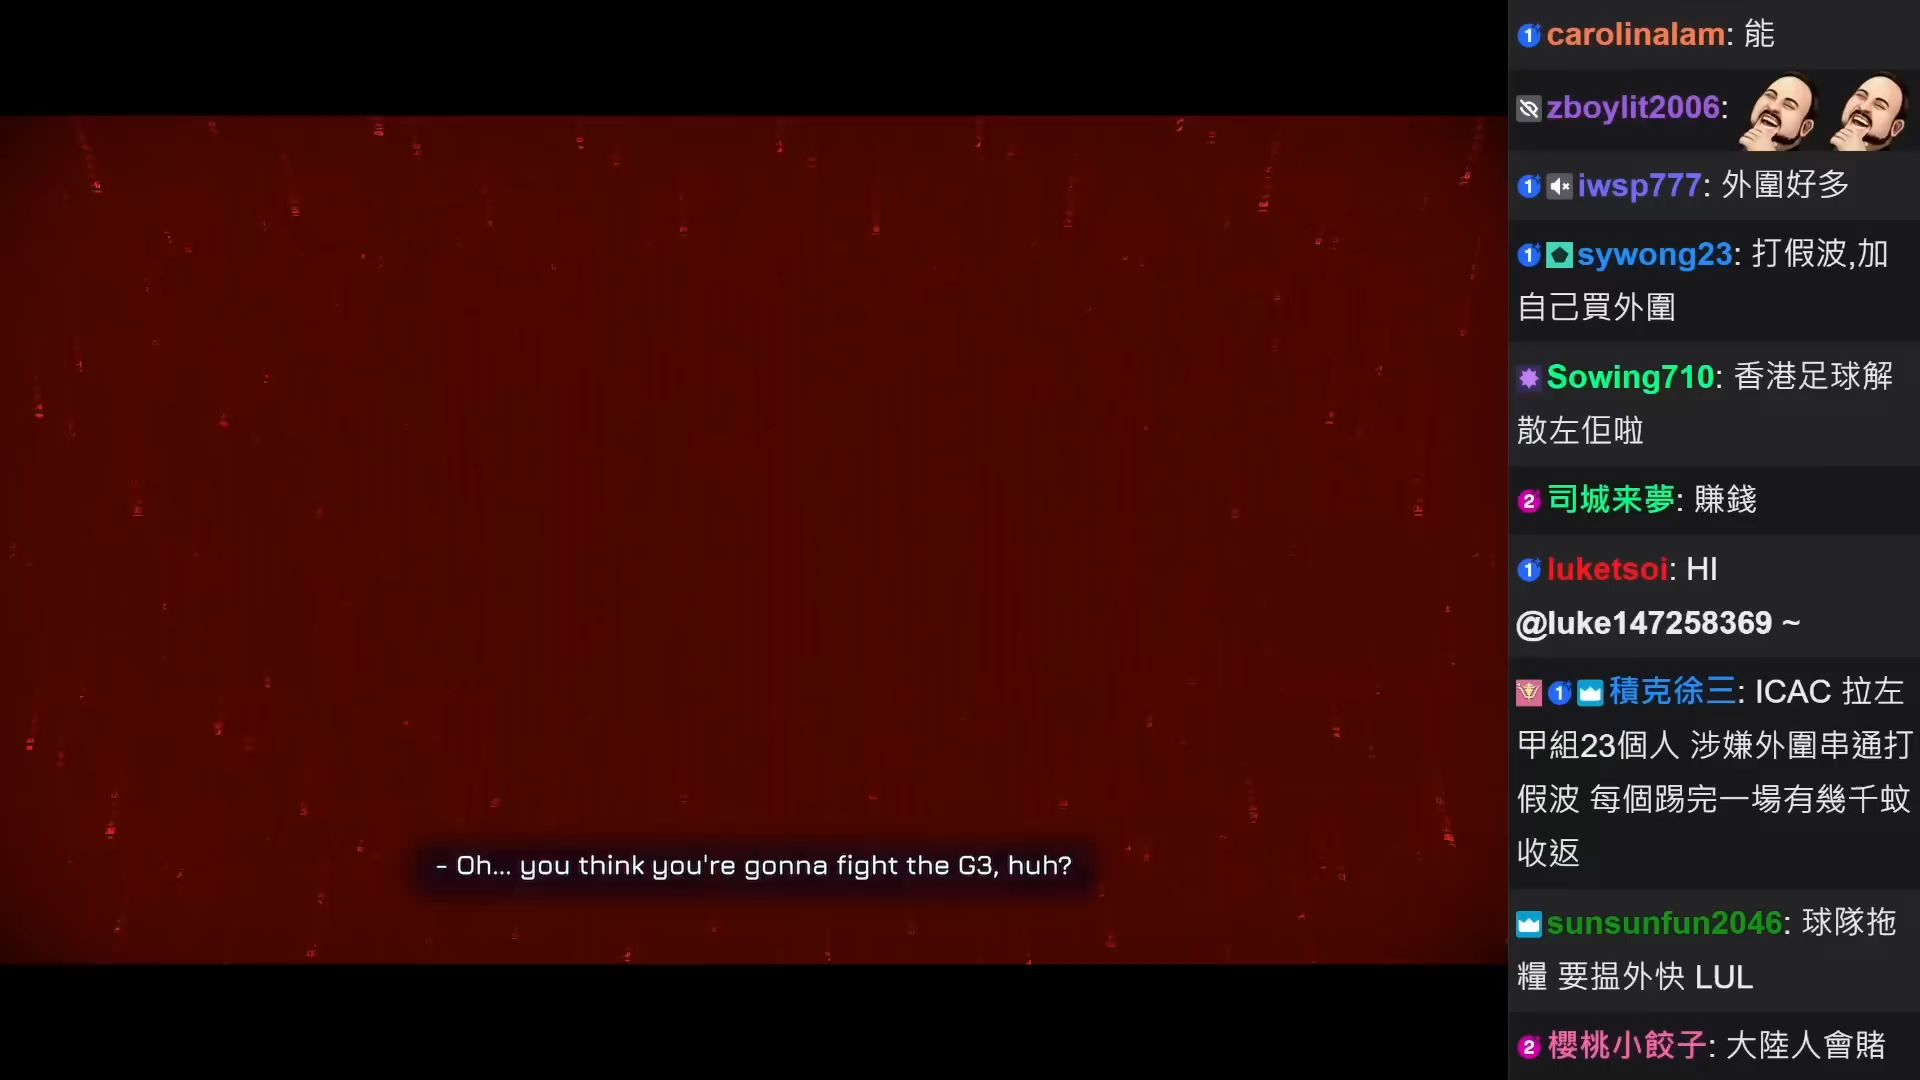 carolinalam: 能
zboylit2006:
iwsp777: 外圍好多
sywong23: 打假波,加
自己買外圍
Sowing710: 香港足球解
散左佢啦
司城来夢: 賺錢
luketsoi: HI
@luke147258369 ~
積克徐三: ICAC 拉左
甲組23個人 涉嫌外圍串通打
假波 每個踢完一場有幾千蚊
收返
sunsunfun2046: 球隊拖
糧 要搵外快 LUL
櫻桃小餃子: 大陸人會賭
- Oh... you think you're gonna fight the G3, huh?